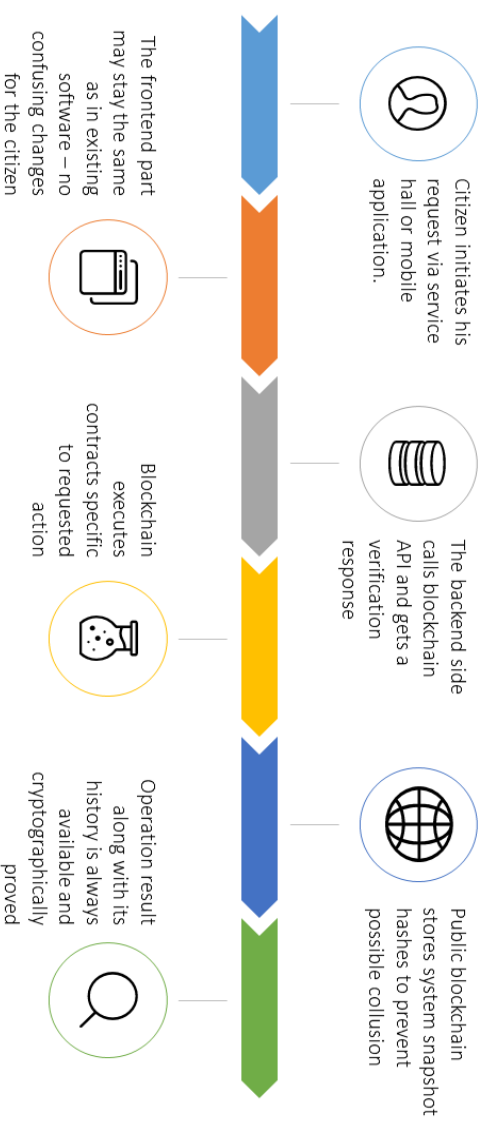 Citizen initiates his
request via service
hall or mobile
application.
The frontend part
may stay the same
as in existing
software – no
confusing changes
for the citizen
The backend side
calls blockchain
API and gets a
verification
response
Blockchain
executes
contracts specific
to requested
action
Public blockchain
stores system snapshot
hashes to prevent
possible collusion
Operation result
along with its
history is always
available and
cryptographically
proved